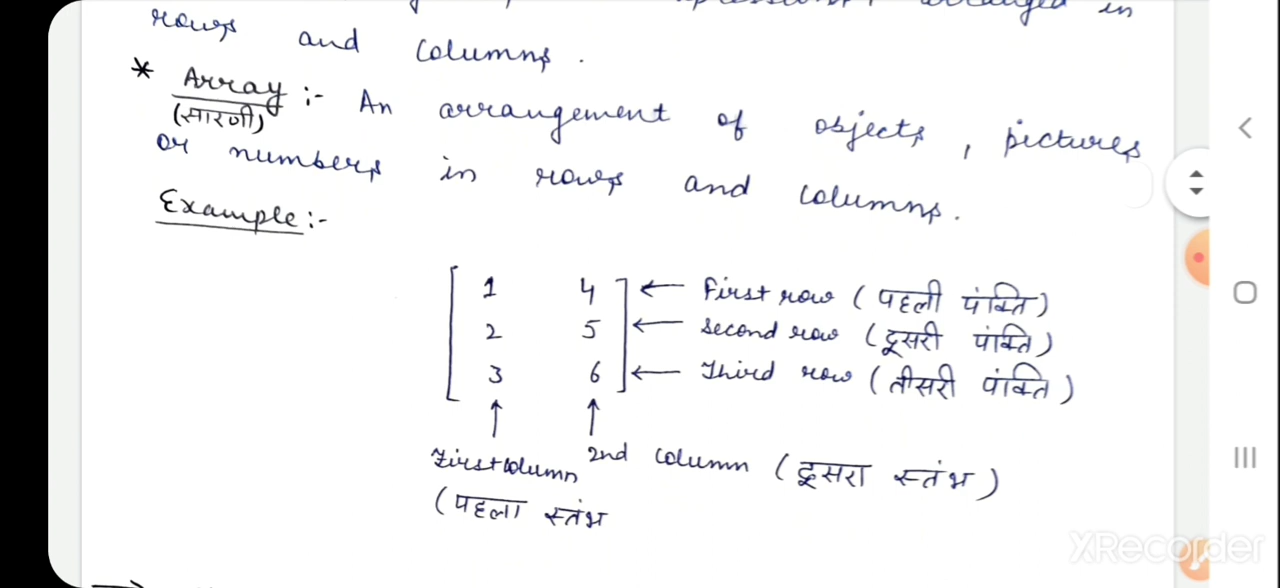 arranged in
rows and columns .
* Array :- An arrangement of objects , pictures
(सारणी)
or numbers in rows and columns .
Example :-
1 4 ← First row ( पहली पंक्ति )
2 5 ← Second row ( दूसरी पंक्ति )
3 6 ← Third row ( तीसरी पंक्ति )
↑ ↑
First column 2nd column ( दूसरा स्तंभ )
( पहला स्तंभ
XRecorder